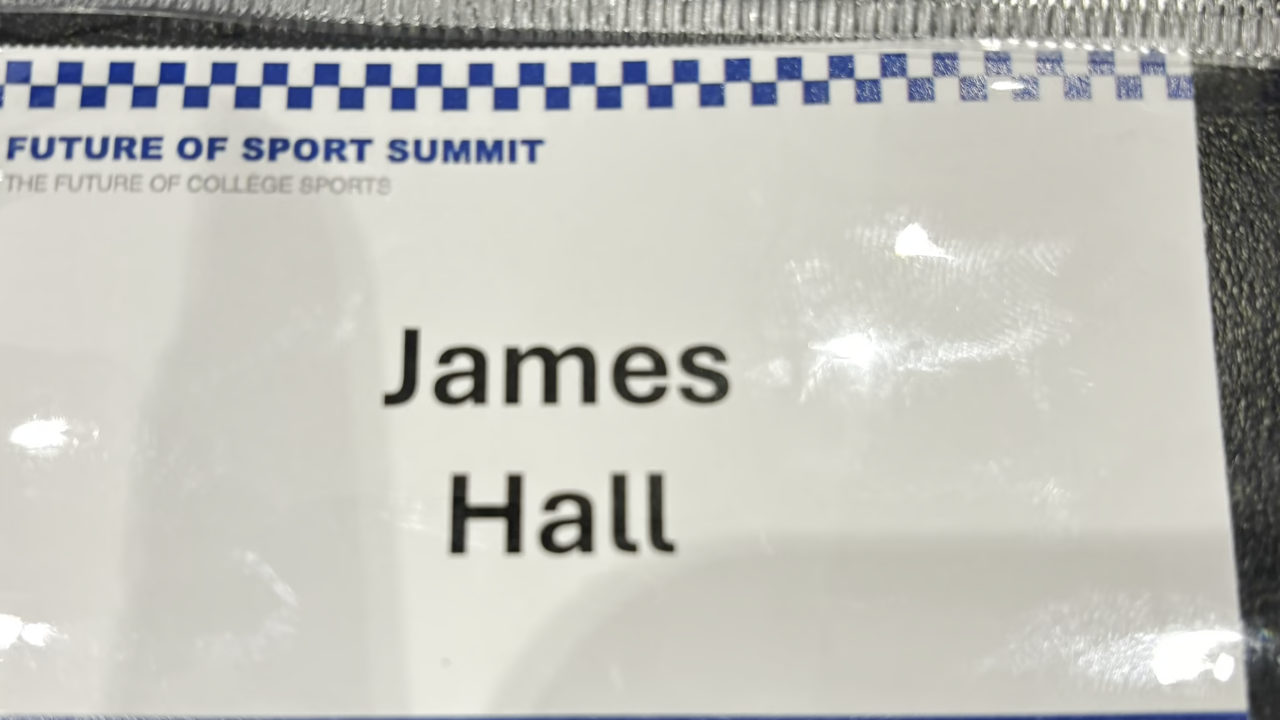 FUTURE OF SPORT SUMMIT
THE FUTURE OF COLLEGE SPORTS
James
Hall